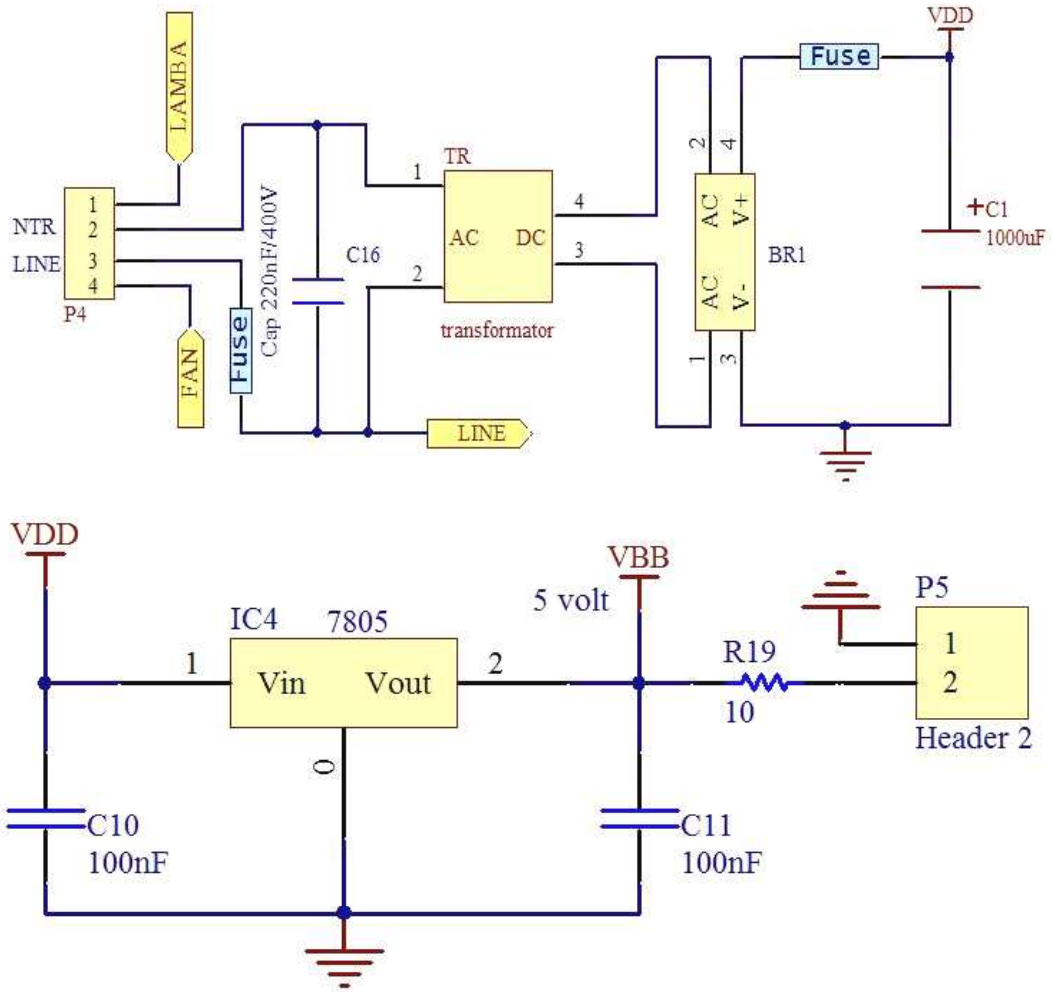 LAMBA
NTR
LINE
1
2
3
4
P4
FAN
Fuse
Cap 220nF/400V
C16
LINE
TR
1
2
AC DC
4
3
transformator
2 4
AC V+
AC V-
1 3
BR1
Fuse
VDD
+C1
1000uF
VDD
IC4 7805
1
Vin Vout
2
0
C10
100nF
5 volt
VBB
C11
100nF
R19
10
P5
1
2
Header 2